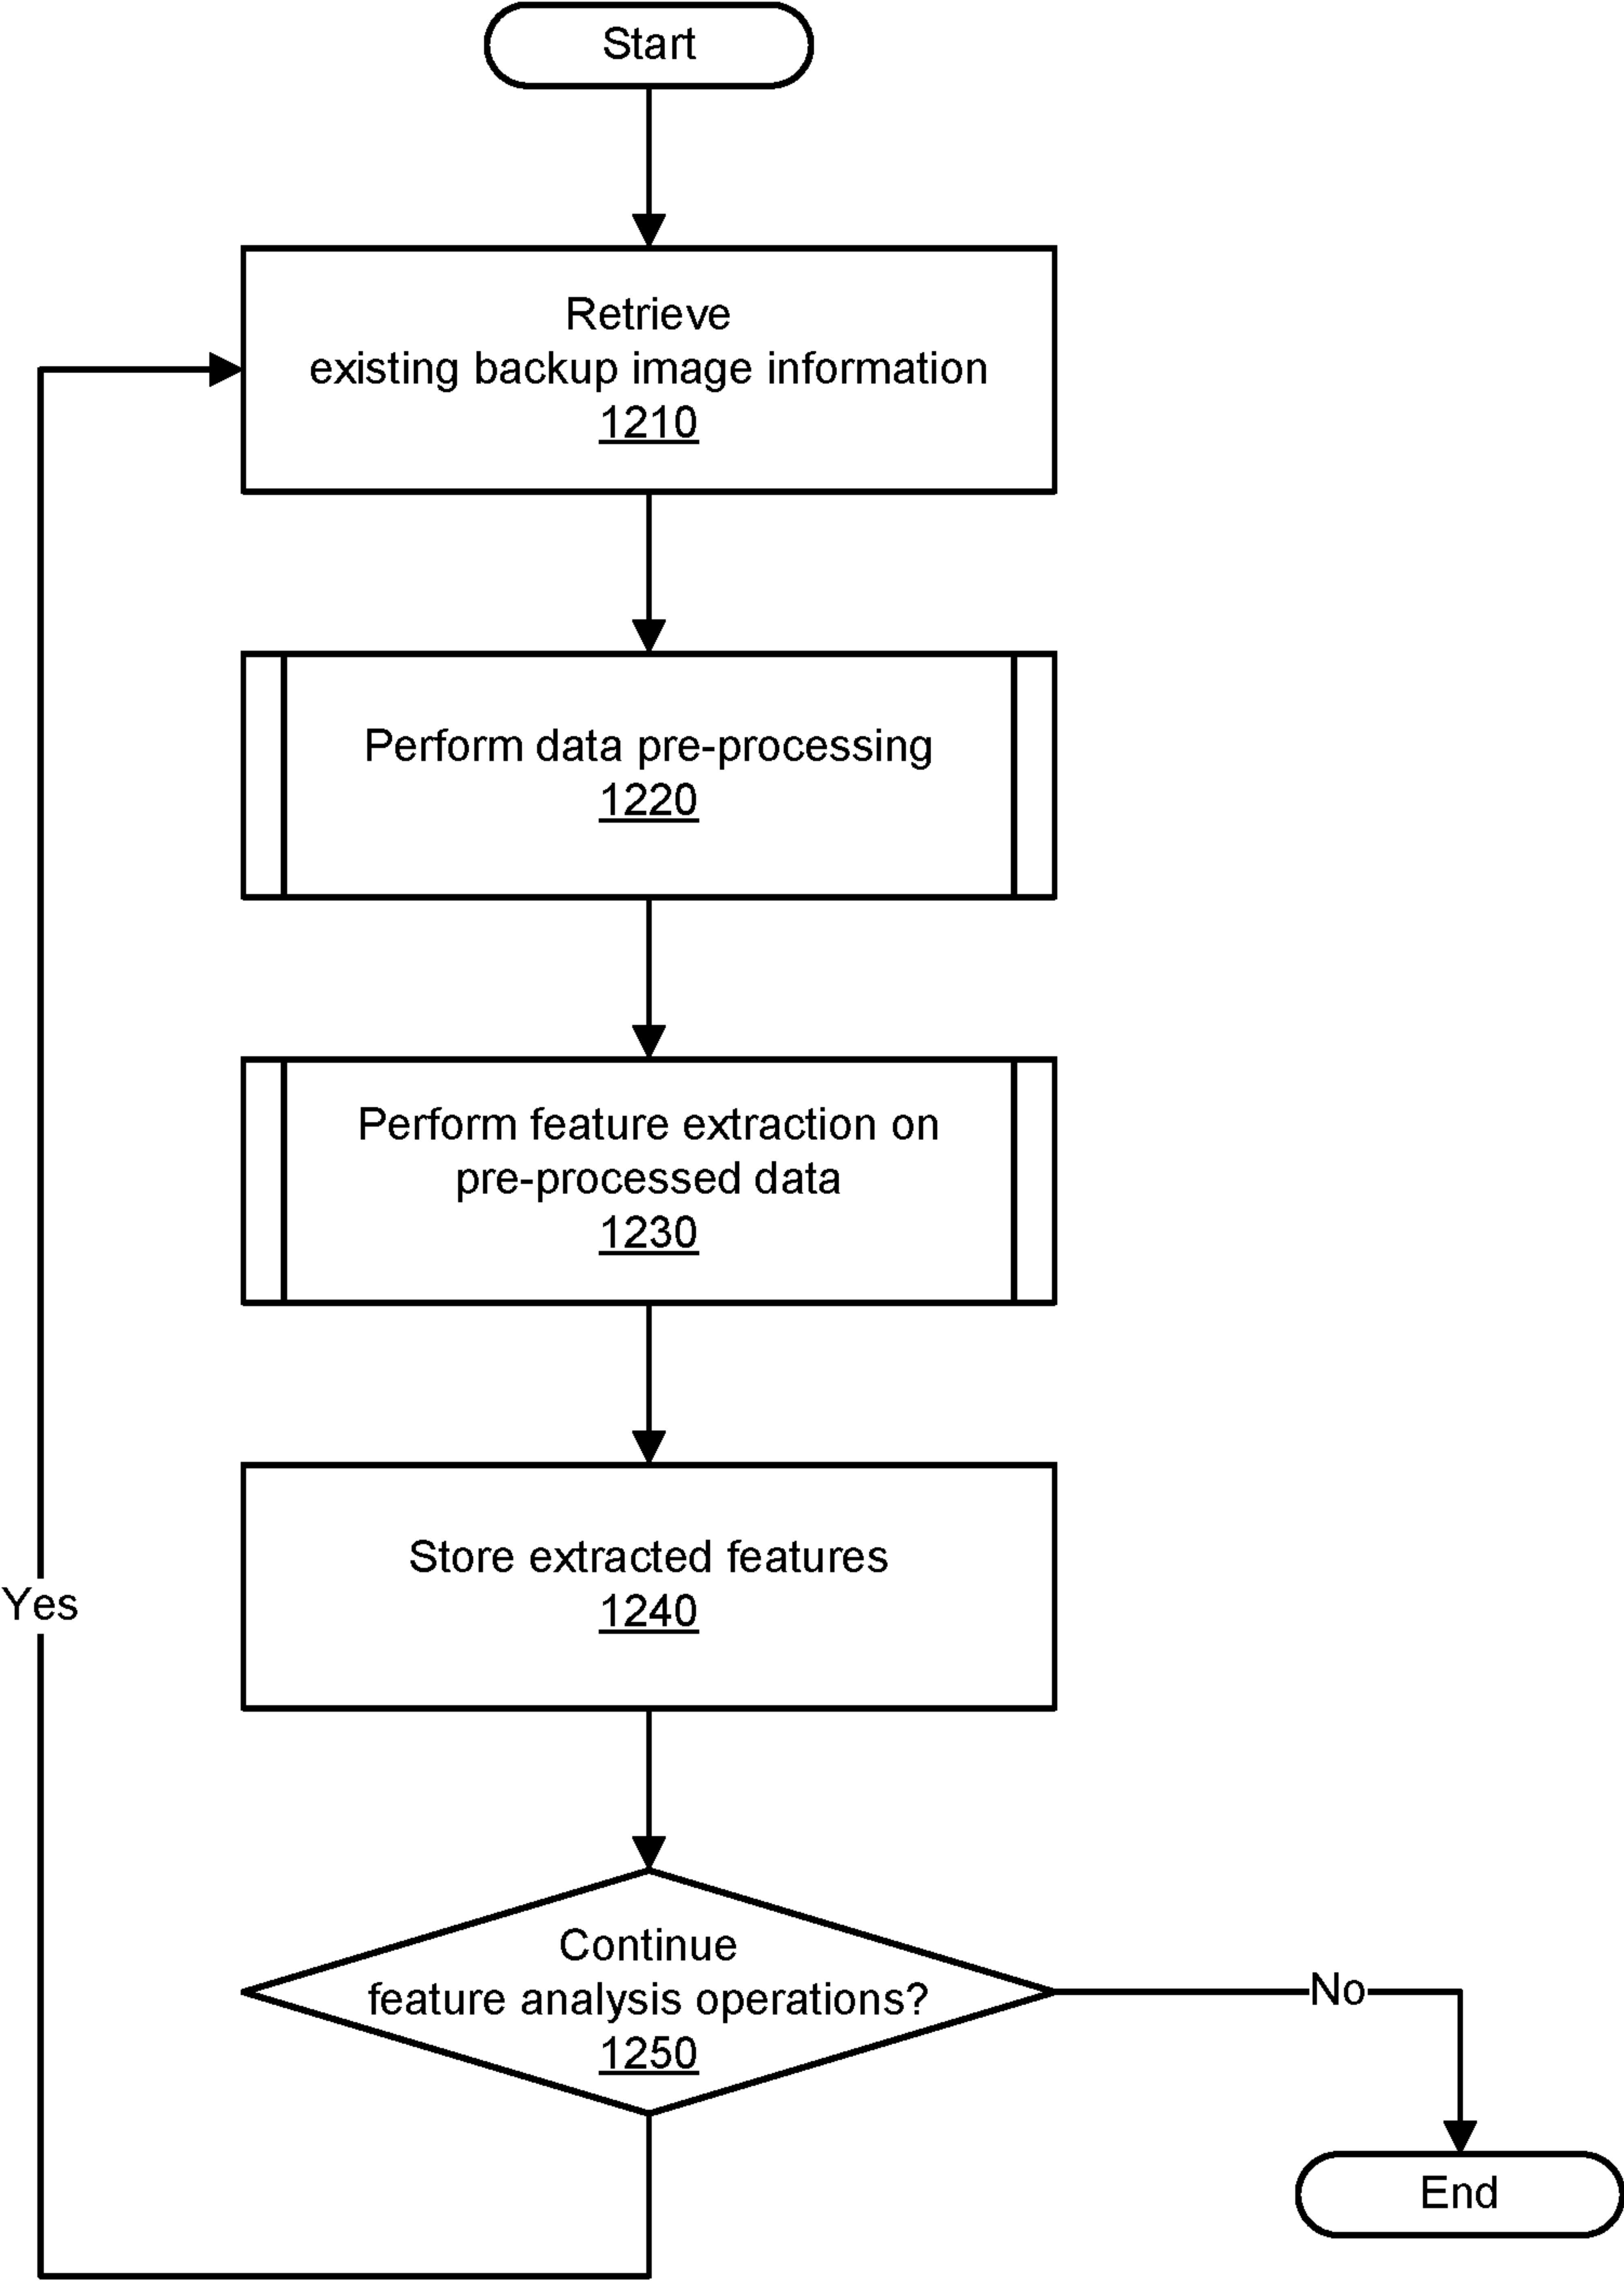 Start
Retrieve
existing backup image information
1210
Perform data pre-processing
1220
Perform feature extraction on
pre-processed data
1230
Store extracted features
1240
Yes
Continue
feature analysis operations?
1250
No
End